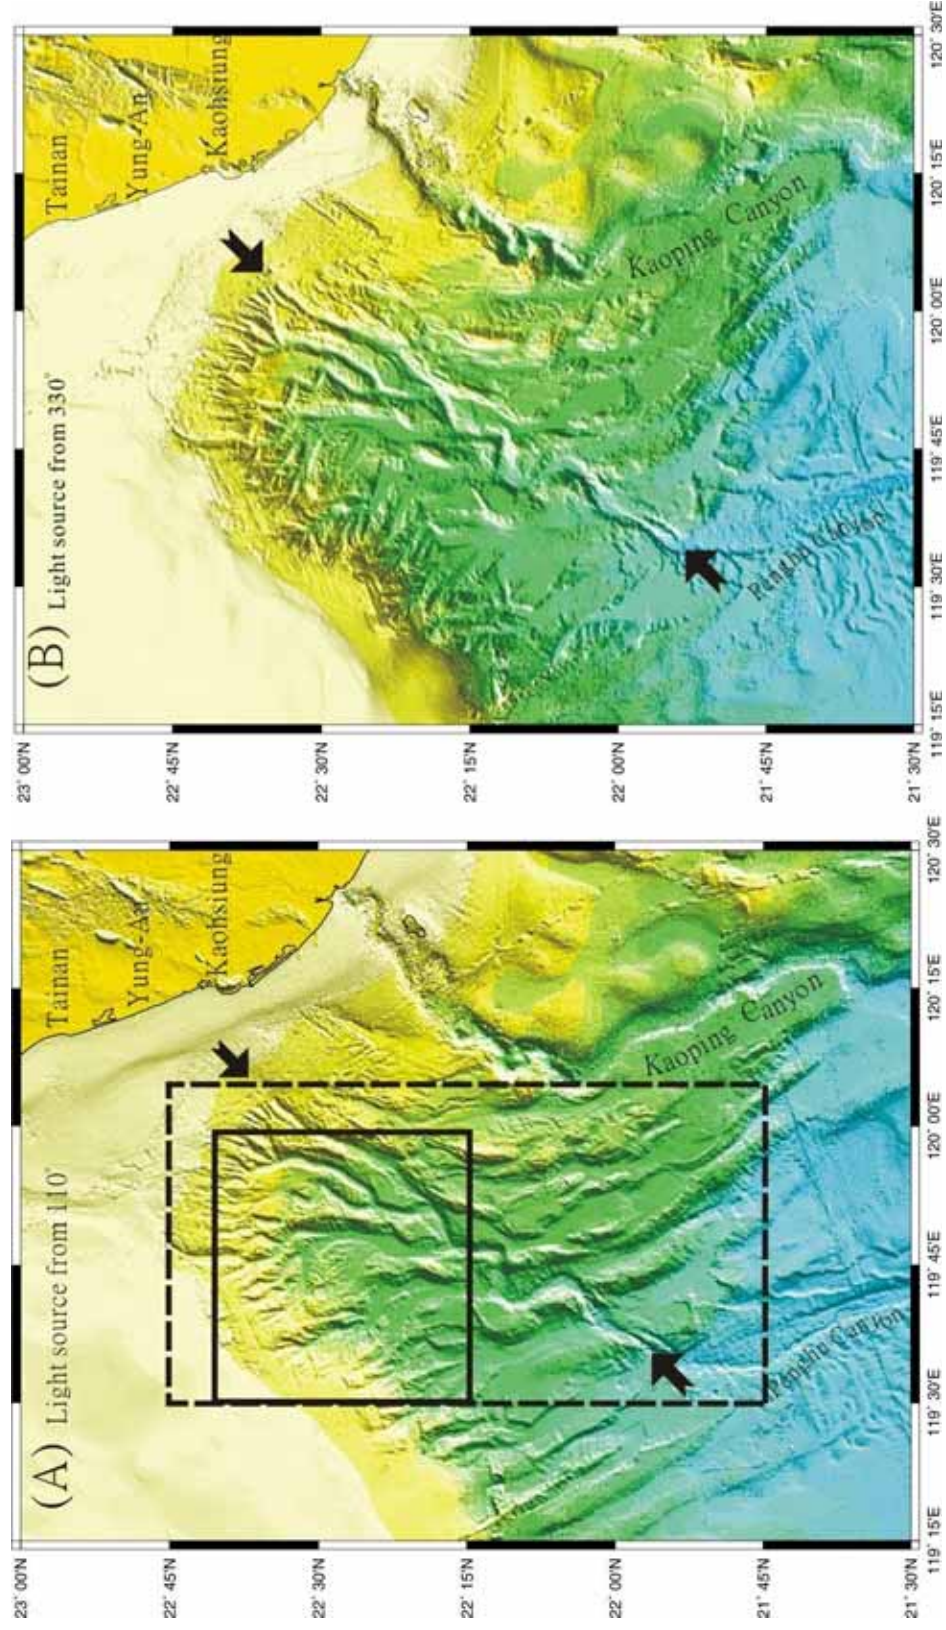 (A) Light source from 110°
Tainan
Yung-An
Kaohsiung
Kaoping Canyon
Penghu Canyon
23° 00'N
22° 45'N
22° 30'N
22° 15'N
22° 00'N
21° 45'N
21° 30'N
119° 15'E
119° 30'E
119° 45'E
120° 00'E
120° 15'E
120° 30'E
(B) Light source from 330°
Tainan
Yung-An
Kaohsiung
Kaoping Canyon
Penghu Canyon
23° 00'N
22° 45'N
22° 30'N
22° 15'N
22° 00'N
21° 45'N
21° 30'N
119° 15'E
119° 30'E
119° 45'E
120° 00'E
120° 15'E
120° 30'E